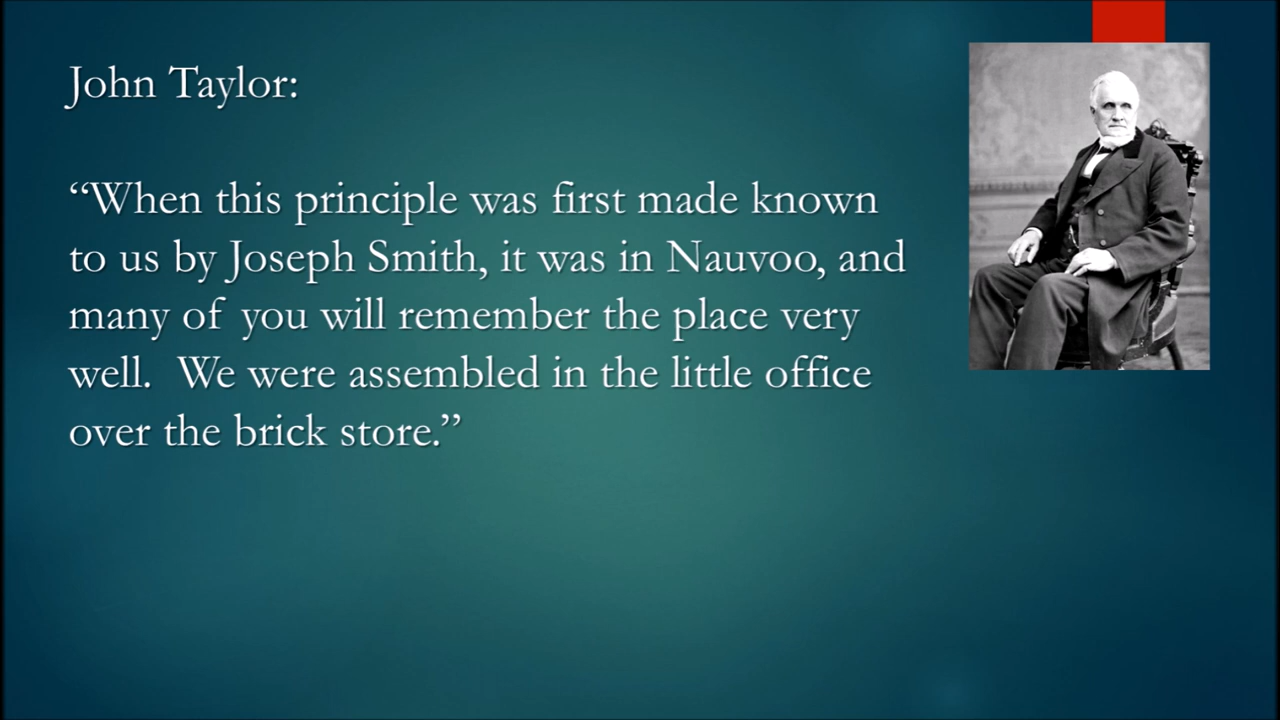 John Taylor:
“When this principle was first made known
to us by Joseph Smith, it was in Nauvoo, and
many of you will remember the place very
well.  We were assembled in the little office
over the brick store.”